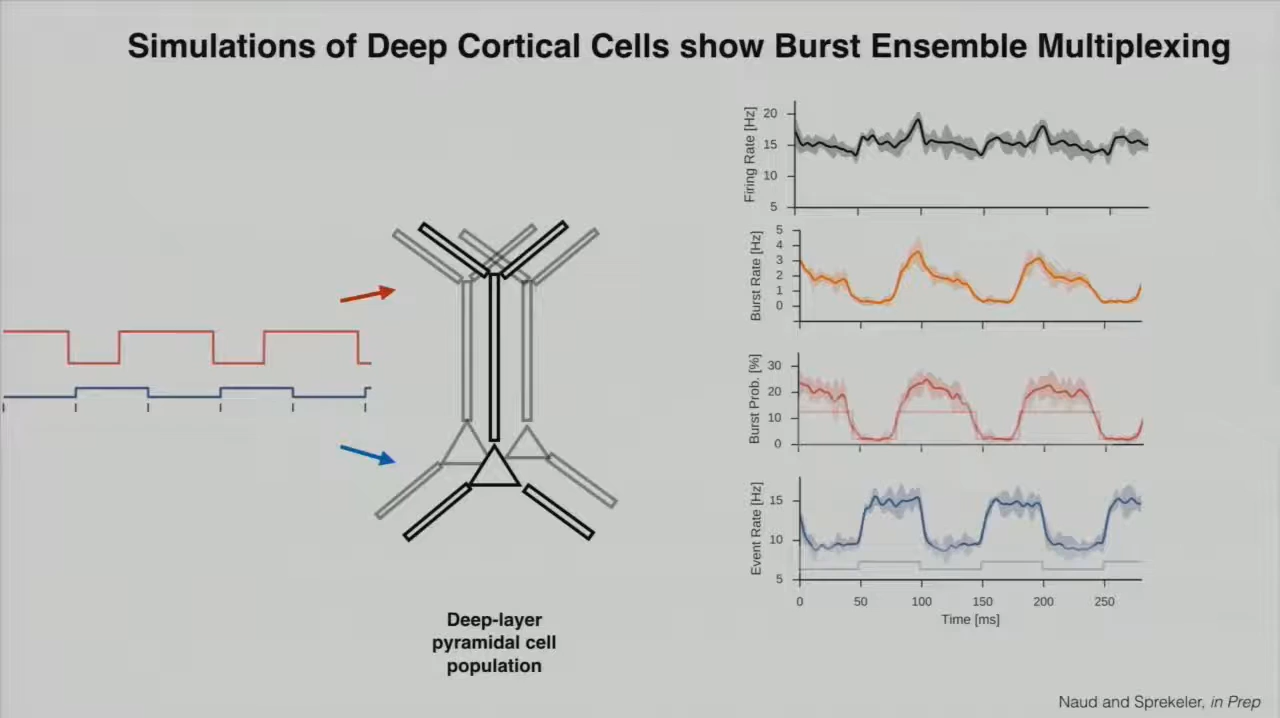 Simulations of Deep Cortical Cells show Burst Ensemble Multiplexing
Firing Rate [Hz]
20
15
10
5
Burst Rate [Hz]
5
4
3
2
1
0
Burst Prob. [%]
30
20
10
0
Event Rate [Hz]
15
10
5
0 50 100 150 200 250
Time [ms]
Deep-layer
pyramidal cell
population
Naud and Sprekeler, in Prep